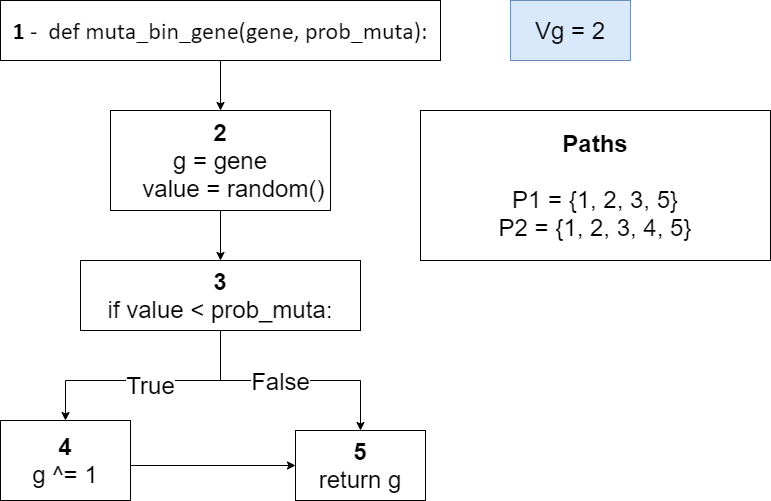 1 - def muta_bin_gene(gene, prob_muta):
Vg = 2
2
g = gene
value = random()
Paths
P1 = {1, 2, 3, 5}
P2 = {1, 2, 3, 4, 5}
3
if value < prob_muta:
True
False
4
g ^= 1
5
return g